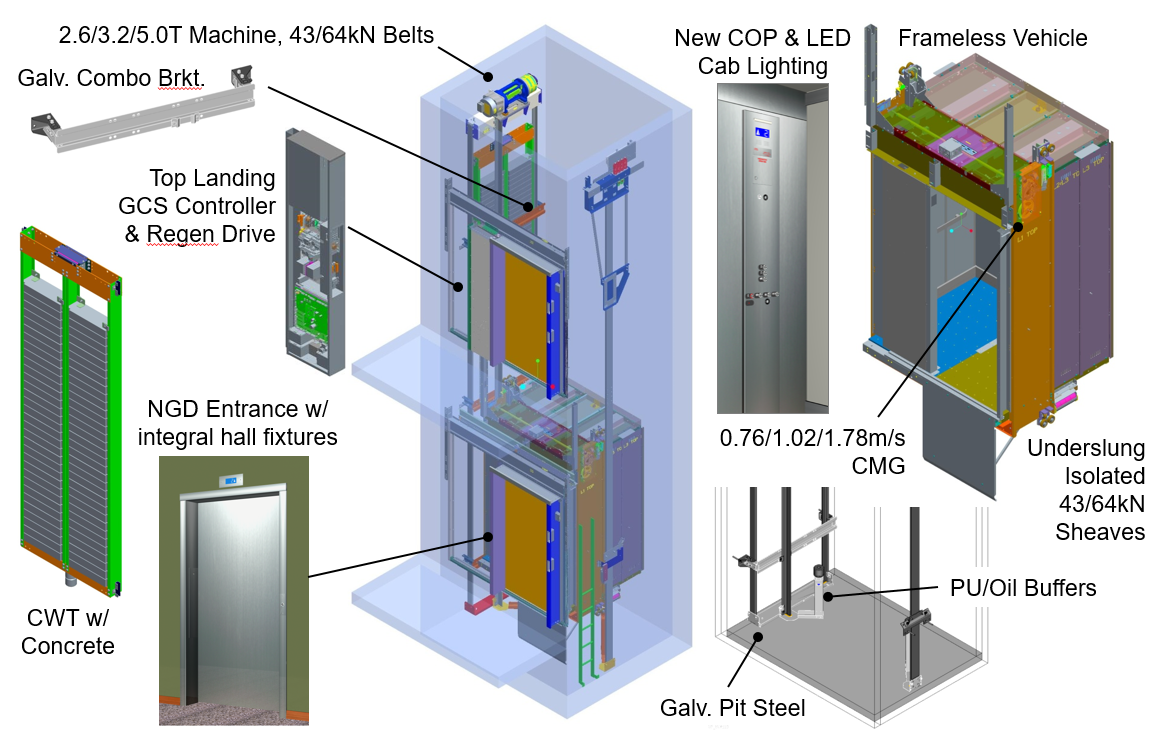 2.6/3.2/5.0T Machine, 43/64kN Belts
Galv. Combo Brkt.
Top Landing
GCS Controller
& Regen Drive
NGD Entrance w/
integral hall fixtures
CWT w/
Concrete
New COP & LED
Cab Lighting
Frameless Vehicle
L1 TOP
0.76/1.02/1.78m/s
CMG
Underslung
Isolated
43/64kN
Sheaves
PU/Oil Buffers
Galv. Pit Steel